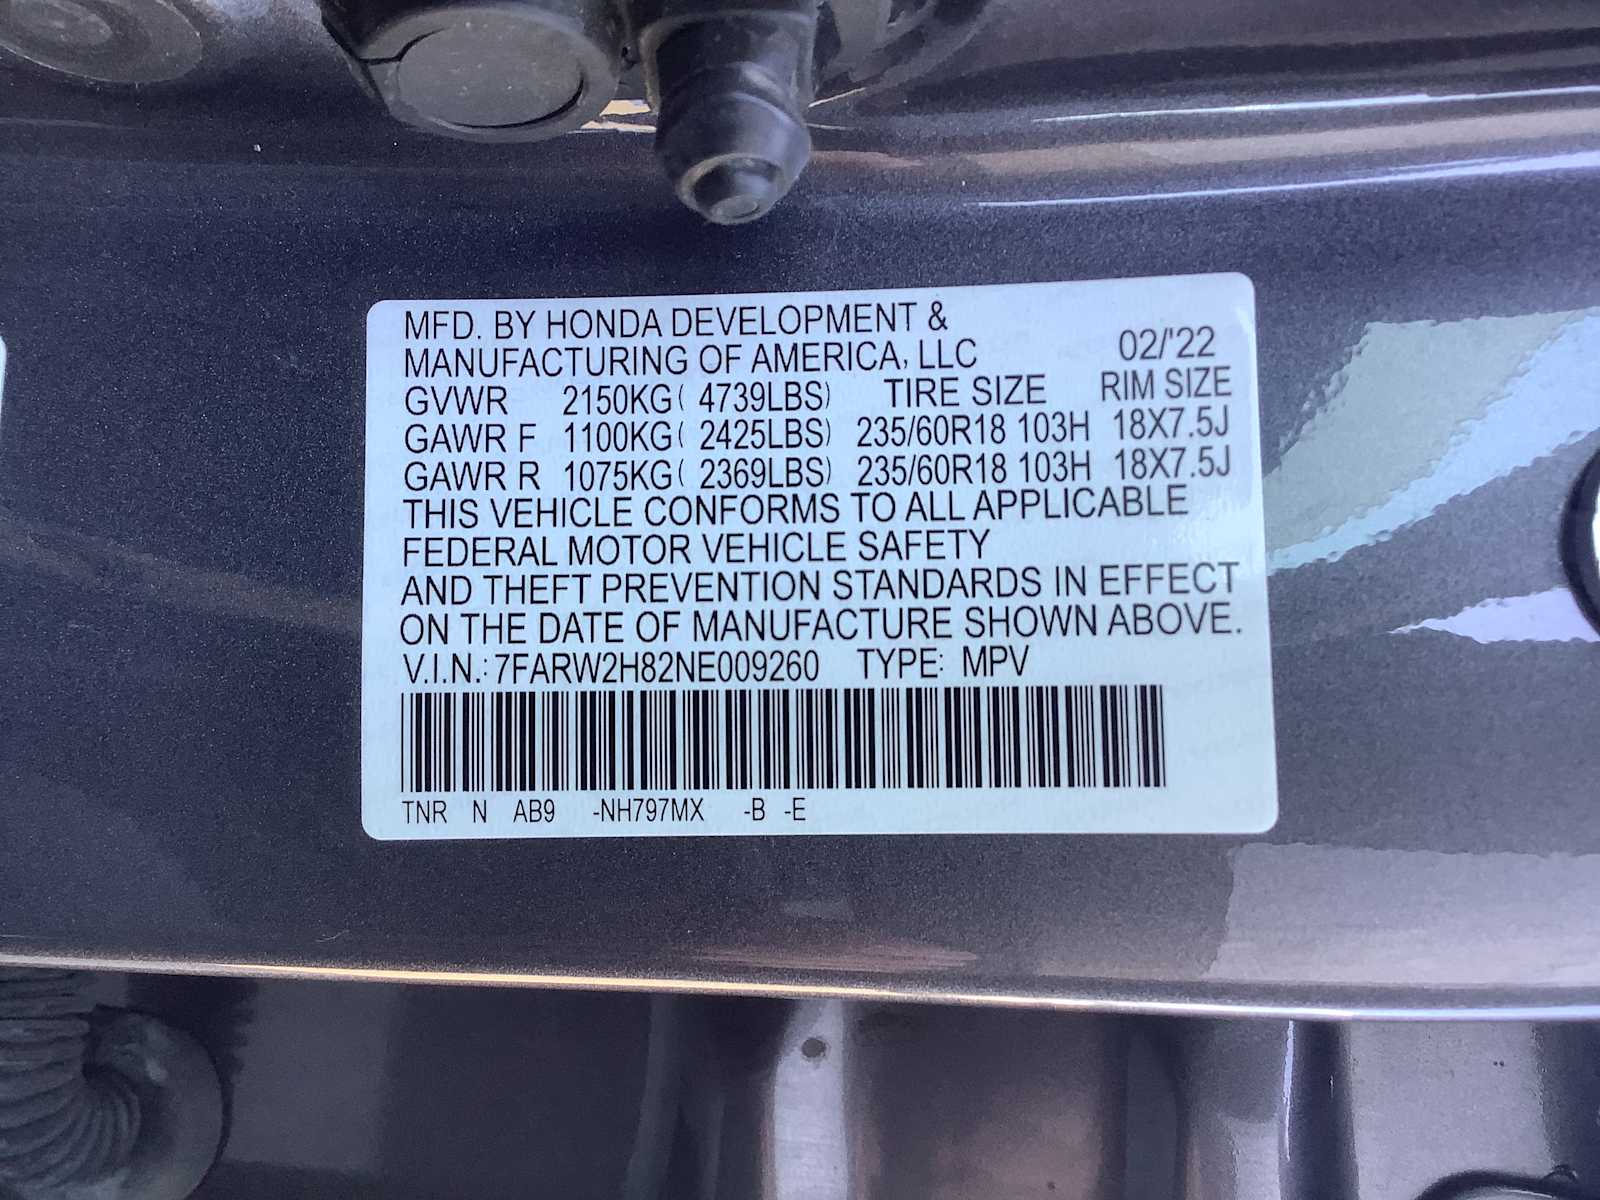 MFD. BY HONDA DEVELOPMENT &
MANUFACTURING OF AMERICA, LLC 02/'22
GVWR 2150KG( 4739LBS) TIRE SIZE RIM SIZE
GAWR F 1100KG( 2425LBS) 235/60R18 103H 18X7.5J
GAWR R 1075KG( 2369LBS) 235/60R18 103H 18X7.5J
THIS VEHICLE CONFORMS TO ALL APPLICABLE
FEDERAL MOTOR VEHICLE SAFETY
AND THEFT PREVENTION STANDARDS IN EFFECT
ON THE DATE OF MANUFACTURE SHOWN ABOVE.
V.I.N.: 7FARW2H82NE009260 TYPE: MPV
TNR N AB9 -NH797MX -B -E